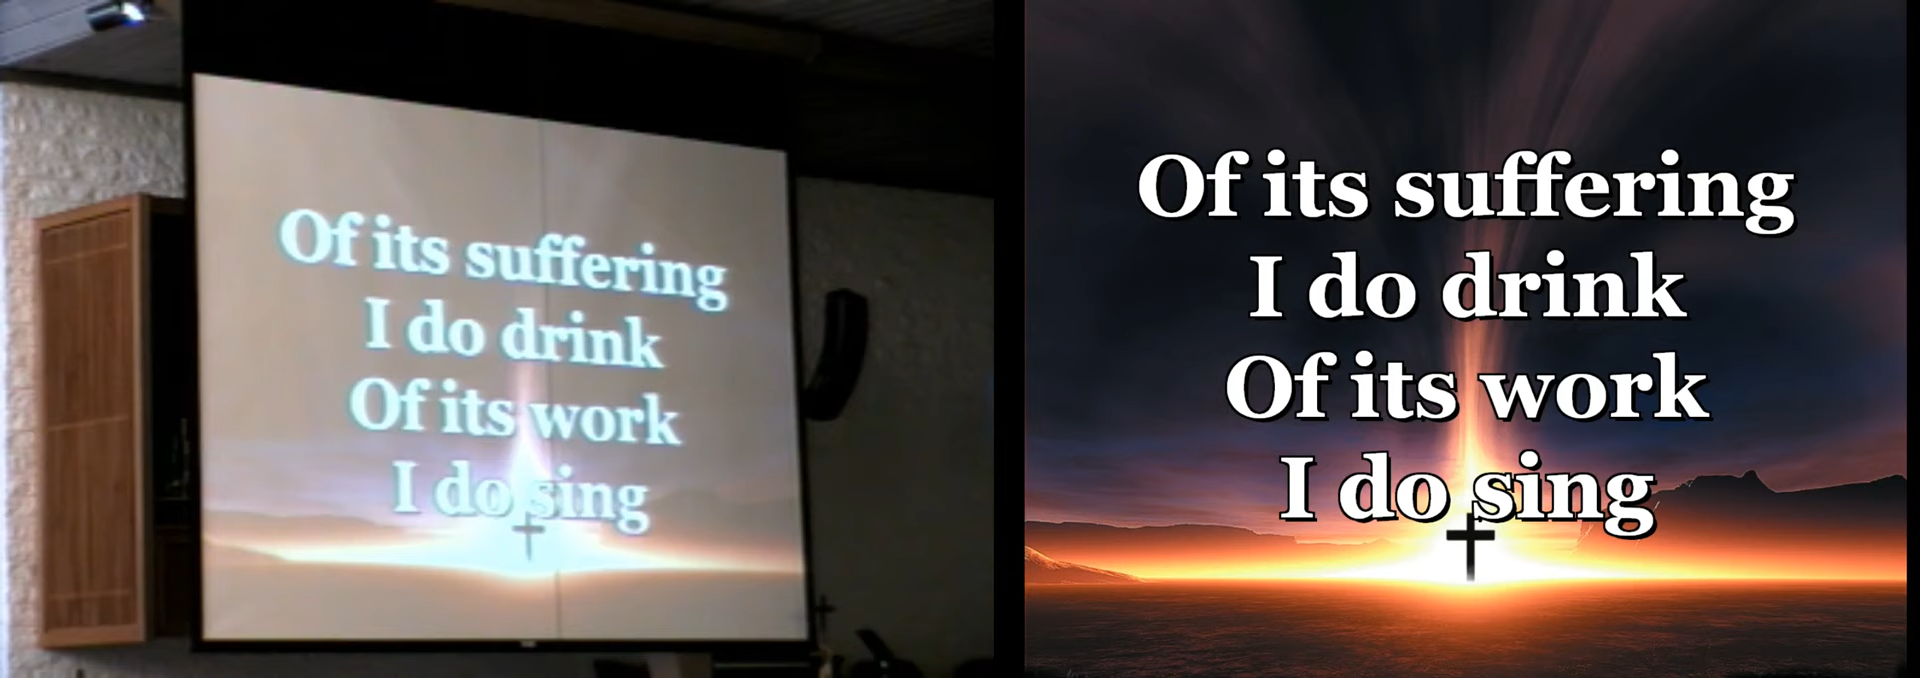 Of its suffering
I do drink
Of its work
I do sing
Of its suffering
I do drink
Of its work
I do sing